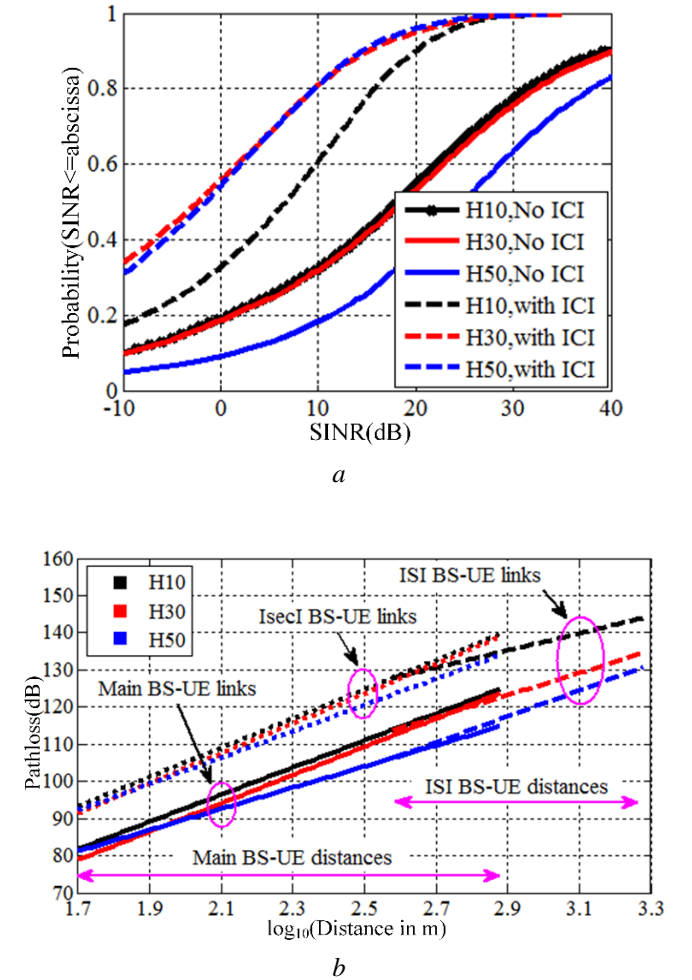 1
0.8
0.6
0.4
0.2
0
-10
0
10
20
30
40
Probability(SINR<=abscissa)
SINR(dB)
H10,No ICI
H30,No ICI
H50,No ICI
H10,with ICI
H30,with ICI
H50,with ICI
a
160
150
140
130
120
110
100
90
80
70
1.7
1.9
2.1
2.3
2.5
2.7
2.9
3.1
3.3
Pathloss(dB)
log10(Distance in m)
H10
H30
H50
ISI BS-UE links
IsecI BS-UE links
Main BS-UE links
ISI BS-UE distances
Main BS-UE distances
b